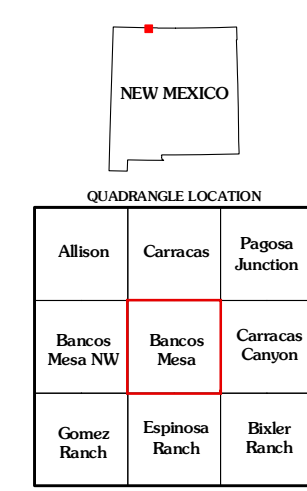 NEW MEXICO
QUADRANGLE LOCATION
Allison
Carracas
Pagosa
Junction
Bancos
Mesa NW
Bancos
Mesa
Carracas
Canyon
Gomez
Ranch
Espinosa
Ranch
Bixler
Ranch